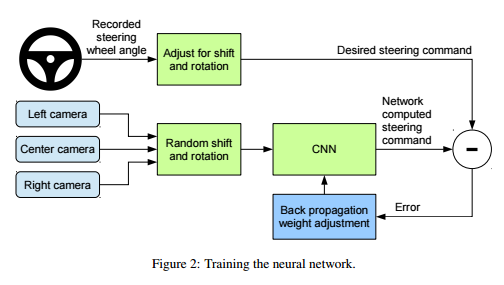 Recorded
steering
wheel angle
Adjust for shift
and rotation
Desired steering command
Left camera
Center camera
Right camera
Random shift
and rotation
CNN
Network
computed
steering
command
-
Back propagation
weight adjustment
Error
Figure 2: Training the neural network.